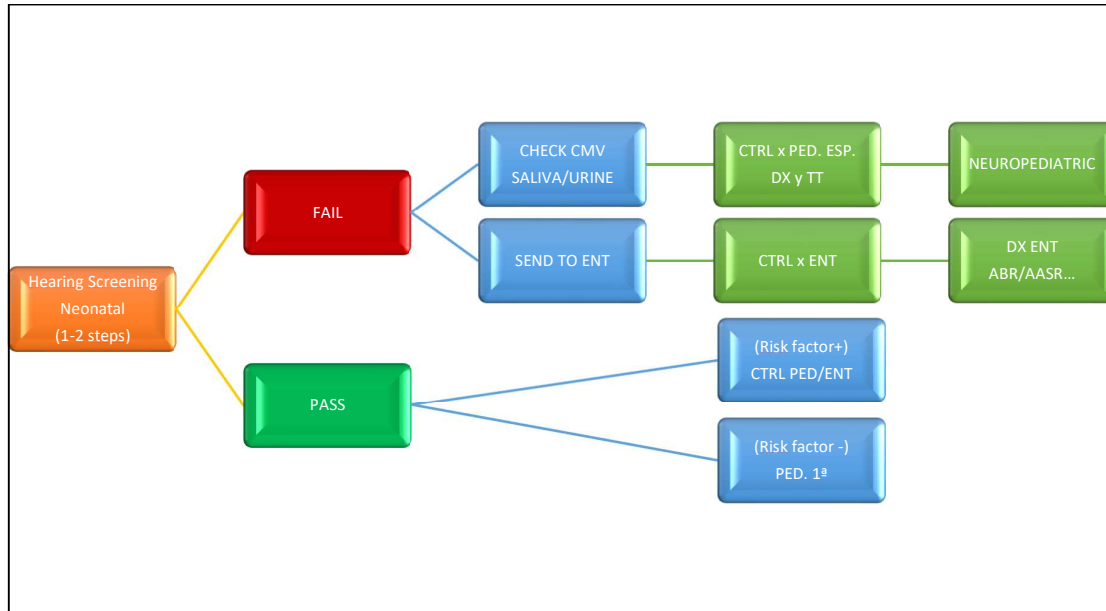 Hearing Screening
Neonatal
(1-2 steps)
FAIL
CHECK CMV
SALIVA/URINE
CTRL x PED. ESP.
DX y TT
NEUROPEDIATRIC
SEND TO ENT
CTRL x ENT
DX ENT
ABR/AASR...
PASS
(Risk factor+)
CTRL PED/ENT
(Risk factor -)
PED. 1ª